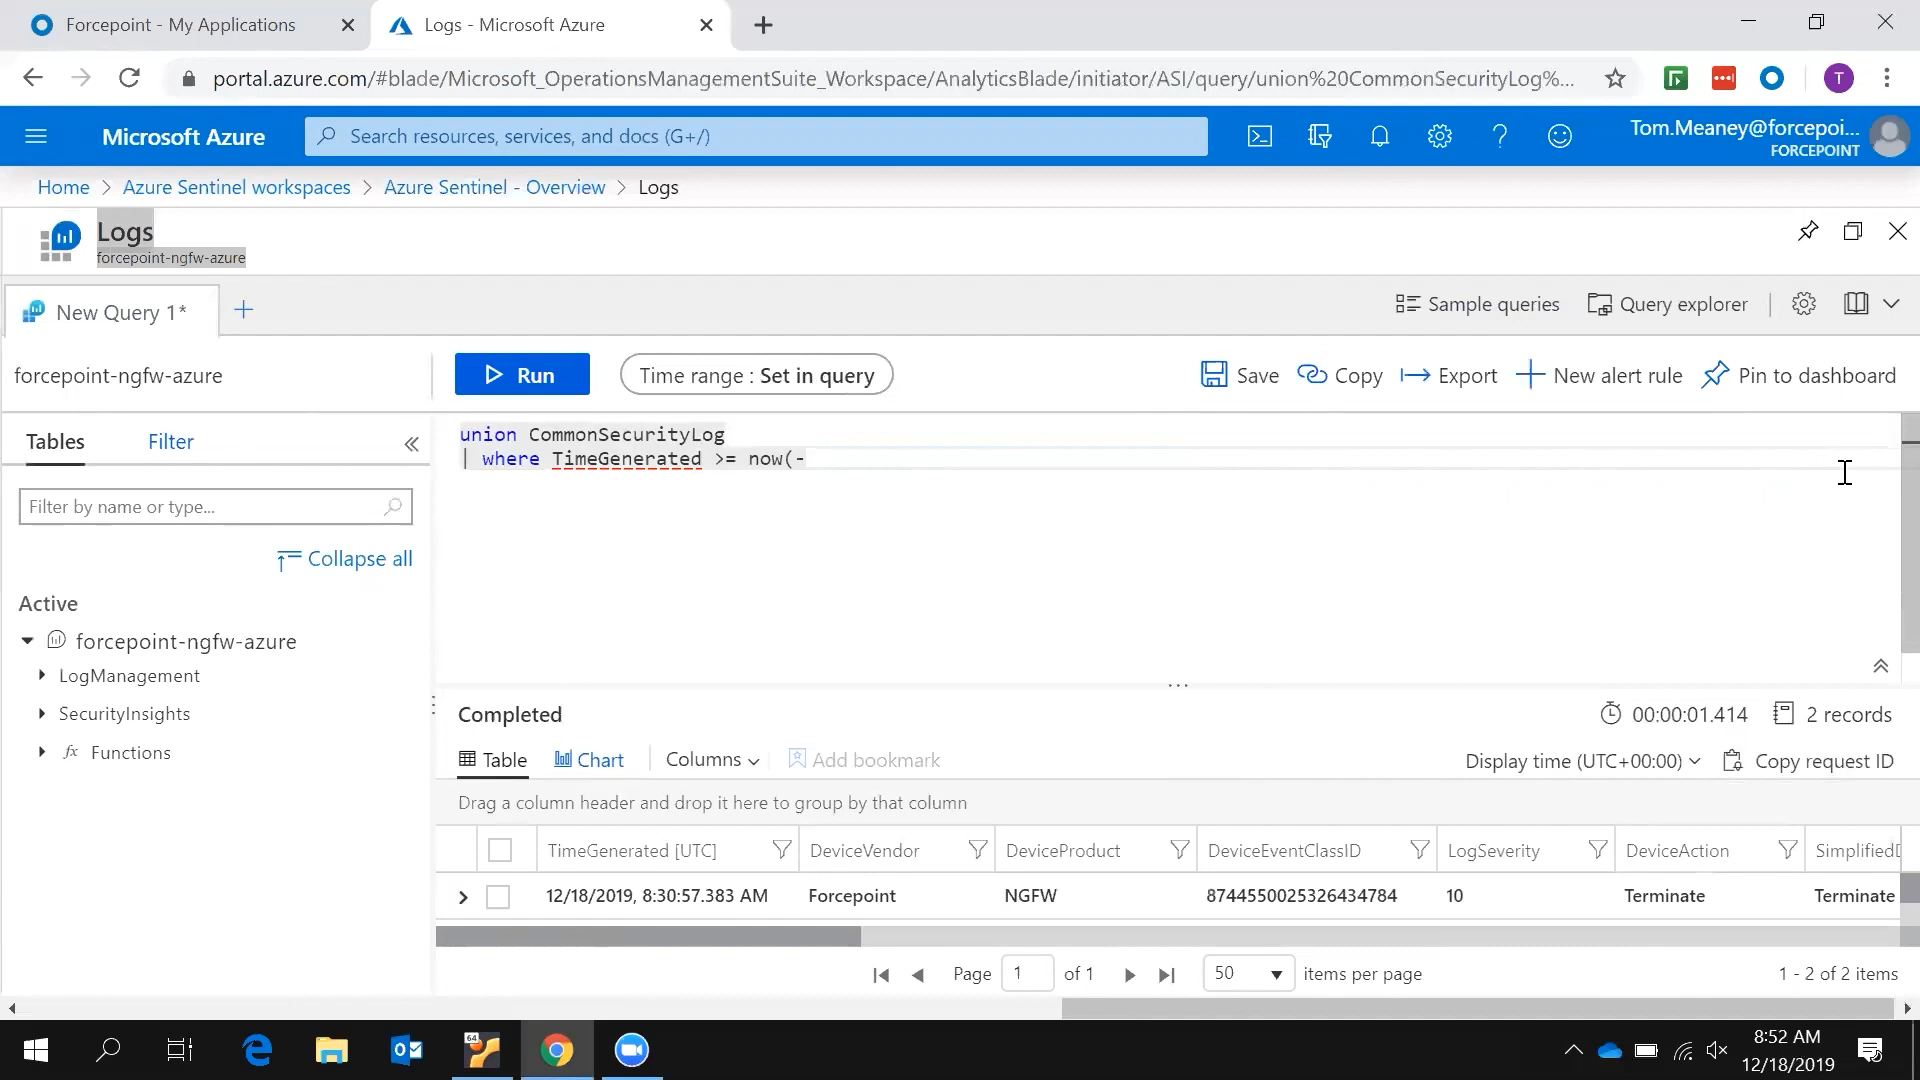 Forcepoint - My Applications
Logs - Microsoft Azure
portal.azure.com/#blade/Microsoft_OperationsManagementSuite_Workspace/AnalyticsBlade/initiator/ASI/query/union%20CommonSecurityLog%...
T
Microsoft Azure
Search resources, services, and docs (G+/)
Tom.Meaney@forcepoi...
FORCEPOINT
Home > Azure Sentinel workspaces > Azure Sentinel - Overview > Logs
Logs
forcepoint-ngfw-azure
New Query 1*
Sample queries
Query explorer
forcepoint-ngfw-azure
Run
Time range : Set in query
Save
Copy
Export
New alert rule
Pin to dashboard
Tables
Filter
union CommonSecurityLog
| where TimeGenerated >= now(-
Filter by name or type...
Collapse all
Active
forcepoint-ngfw-azure
LogManagement
SecurityInsights
fx Functions
Completed
00:00:01.414
2 records
Table
Chart
Columns
Add bookmark
Display time (UTC+00:00)
Copy request ID
Drag a column header and drop it here to group by that column
TimeGenerated [UTC] DeviceVendor DeviceProduct DeviceEventClassID LogSeverity DeviceAction SimplifiedD
12/18/2019, 8:30:57.383 AM Forcepoint NGFW 8744550025326434784 10 Terminate Terminate
Page 1 of 1
50 items per page
1 - 2 of 2 items
64
8:52 AM
12/18/2019